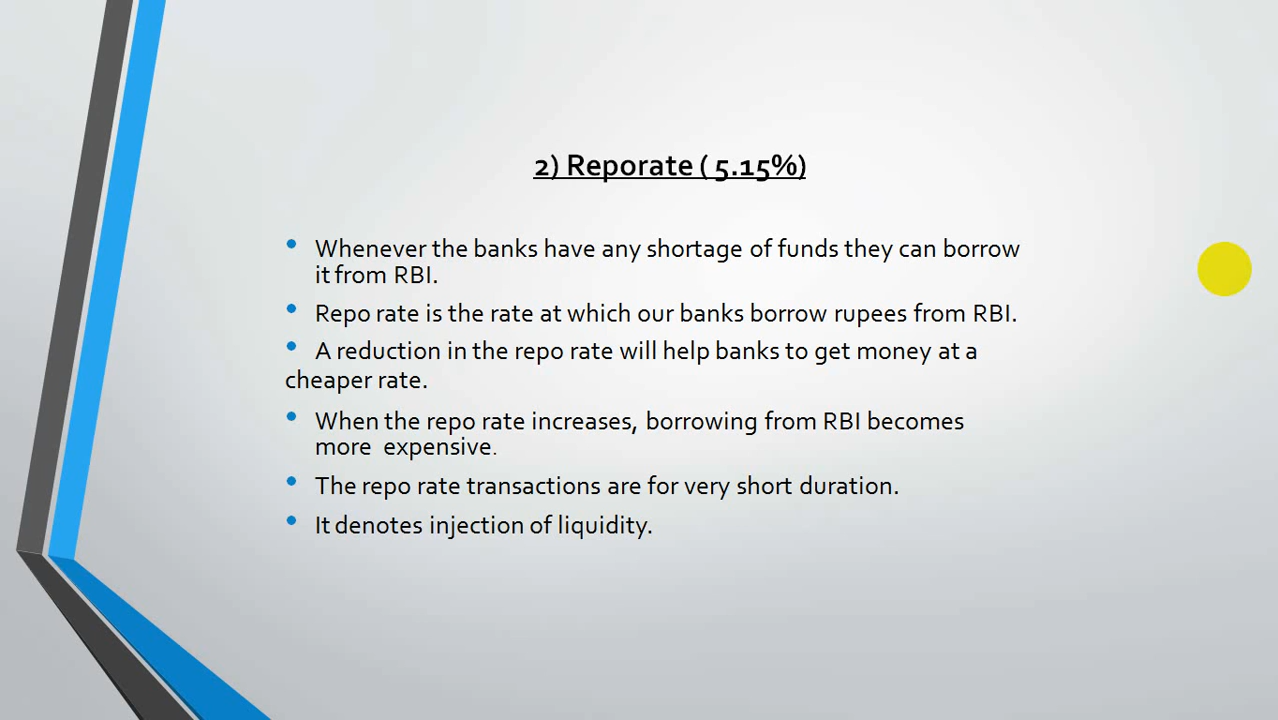 2) Reporate ( 5.15%)
• Whenever the banks have any shortage of funds they can borrow
it from RBI.
• Repo rate is the rate at which our banks borrow rupees from RBI.
• A reduction in the repo rate will help banks to get money at a
cheaper rate.
• When the repo rate increases, borrowing from RBI becomes
more  expensive.
• The repo rate transactions are for very short duration.
• It denotes injection of liquidity.